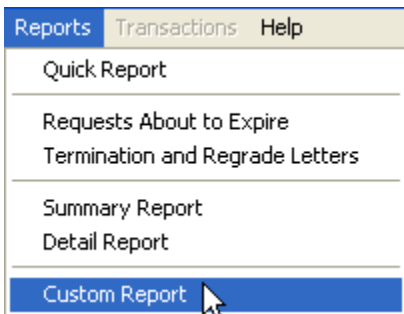 Reports Transactions Help
Quick Report
Requests About to Expire
Termination and Regrade Letters
Summary Report
Detail Report
Custom Report